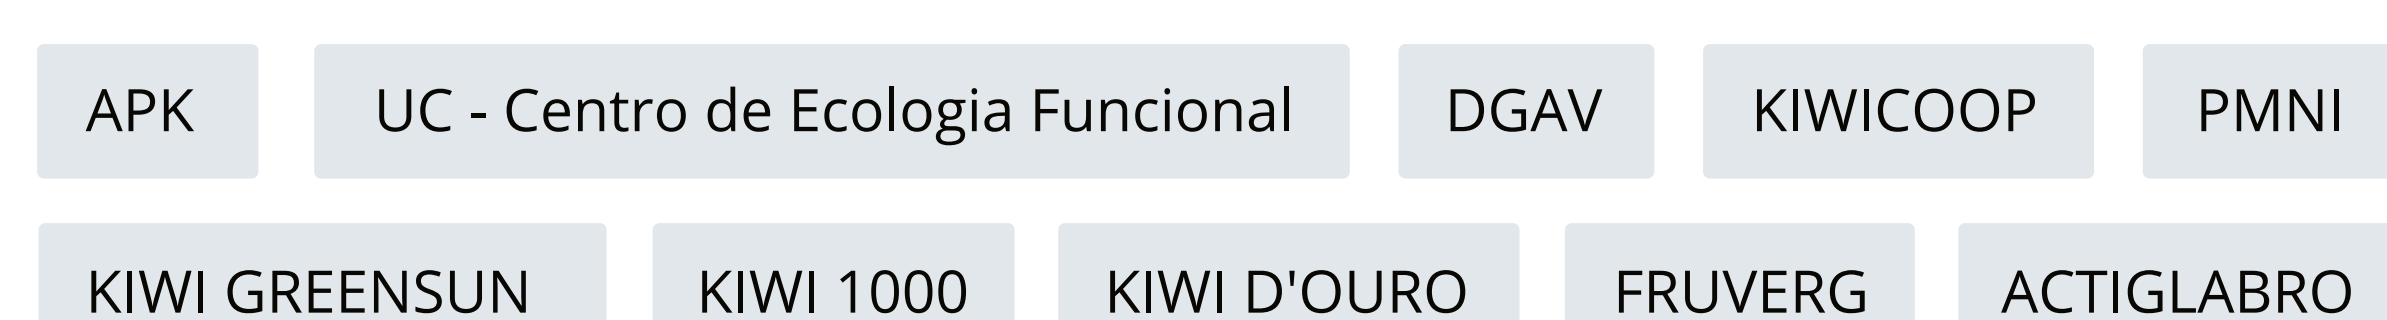 APK UC - Centro de Ecologia Funcional DGAV KIWICOOP PMNI
KIWI GREENSUN KIWI 1000 KIWI D'OURO FRUVERG ACTIGLABRO